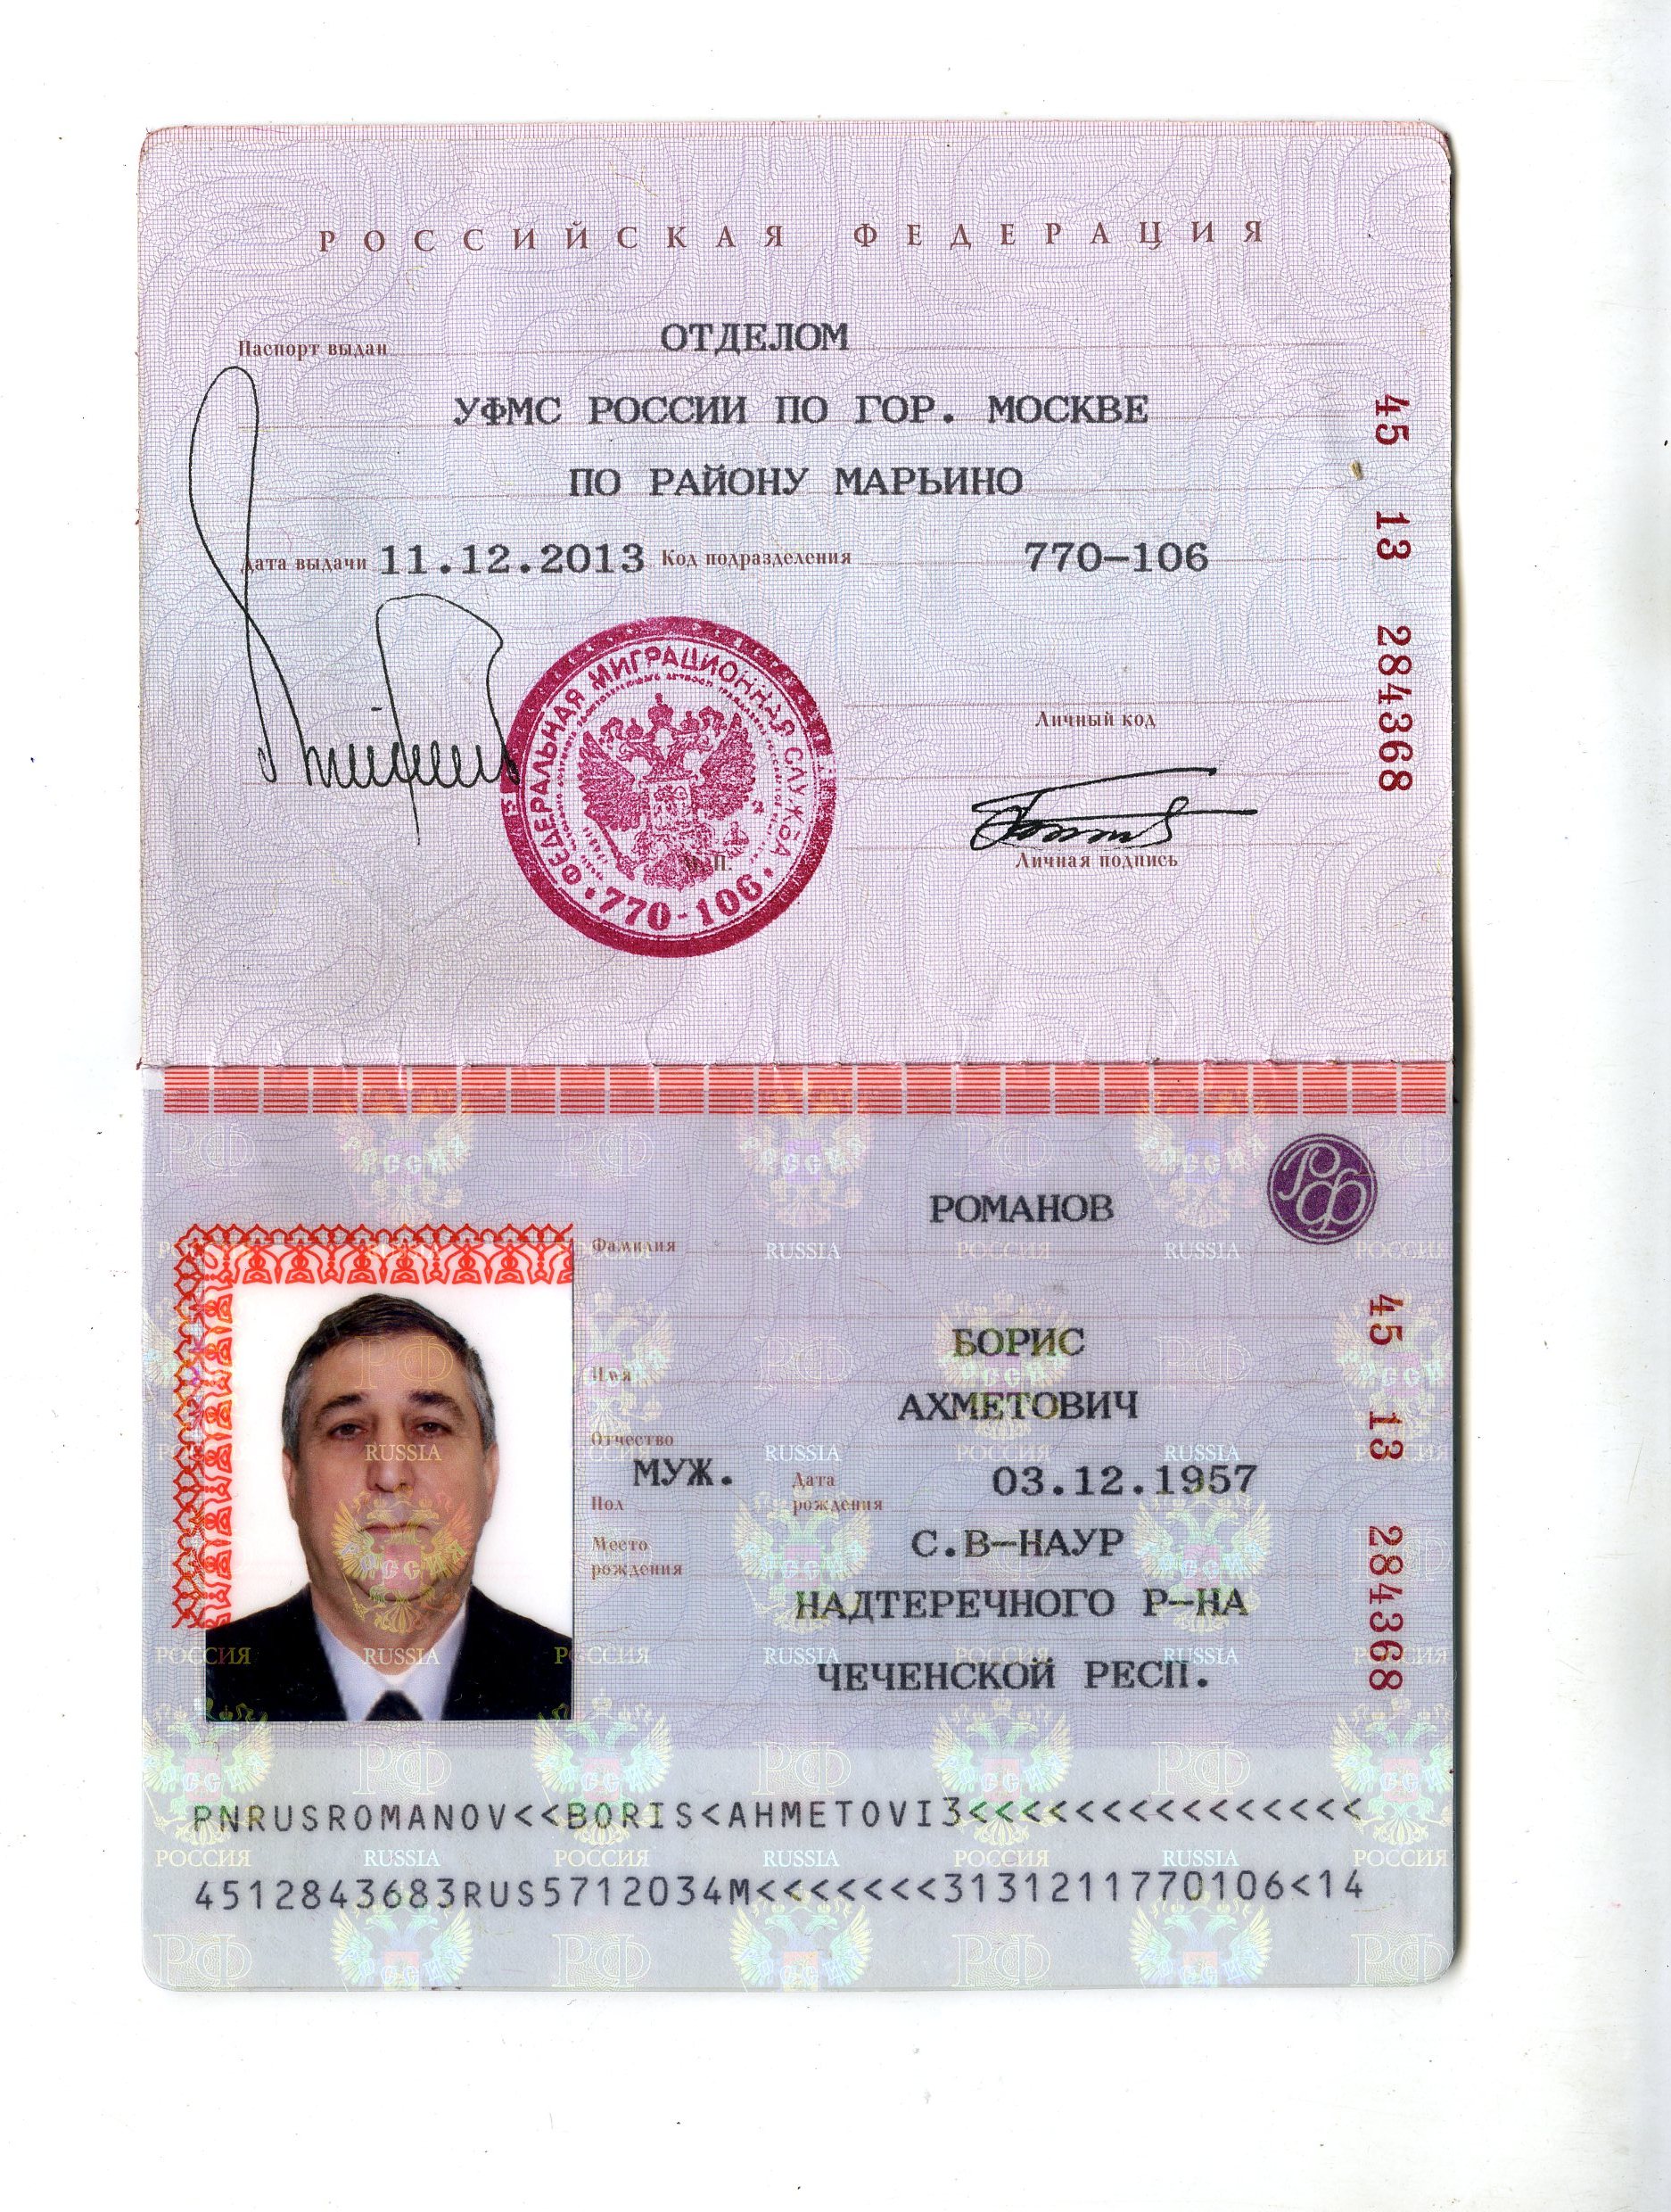 РОССИЙСКАЯ ФЕДЕРАЦИЯ
Паспорт выдан ОТДЕЛОМ
УФМС РОССИИ ПО ГОР. МОСКВЕ
ПО РАЙОНУ МАРЬИНО
Дата выдачи 11.12.2013 Код подразделения 770-106
45 13 284368
ФЕДЕРАЛЬНАЯ МИГРАЦИОННАЯ СЛУЖБА
770-106
М.П.
Личный код
Личная подпись
РФ
РОМАНОВ
Фамилия
БОРИС
Имя
АХМЕТОВИЧ
Отчество
МУЖ.
Пол
Дата рождения 03.12.1957
Место рождения С.В-НАУР
НАДТЕРЕЧНОГО Р-НА
ЧЕЧЕНСКОЙ РЕСП.
45 13 284368
РОССИЯ RUSSIA РОССИЯ RUSSIA РОССИЯ RUSSIA РОССИЯ
PNRUSROMANOV<<BORIS<AHMETOVI3<<<<<<<<<<<<<<<
4512843683RUS5712034M<<<<<<<3131211770106<14